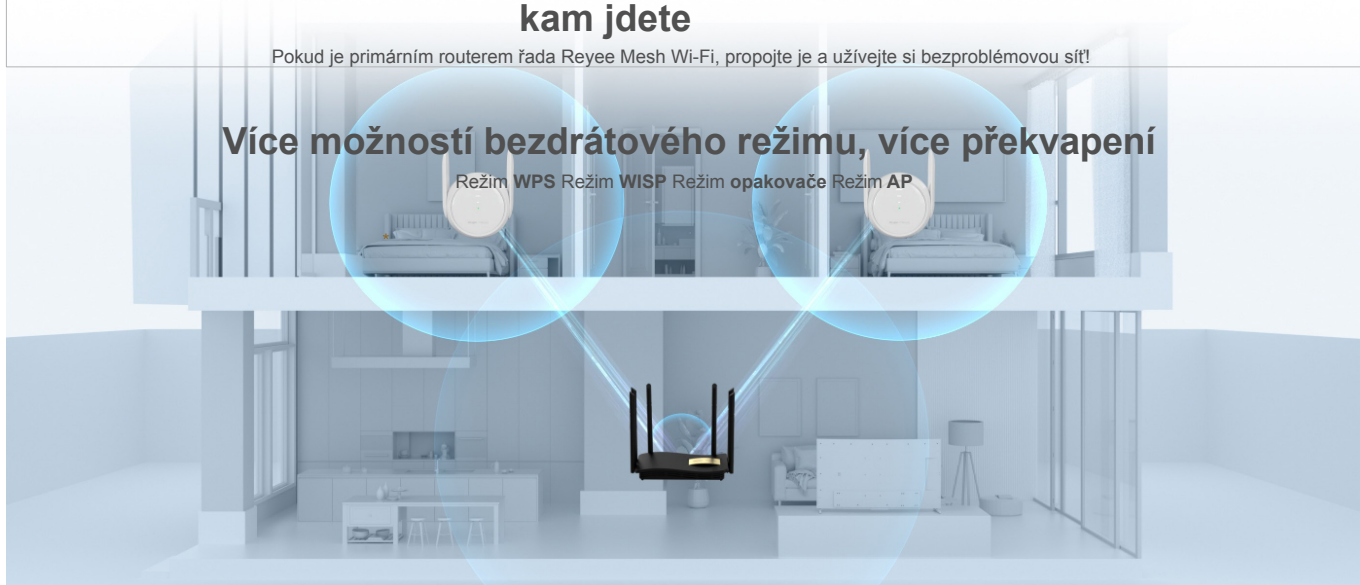 kam jdete
Pokud je primárním routerem řada Reyee Mesh Wi-Fi, propojte je a užívejte si bezproblémovou síť!
Více možností bezdrátového režimu, více překvapení
Režim WPS Režim WISP Režim opakovače Režim AP